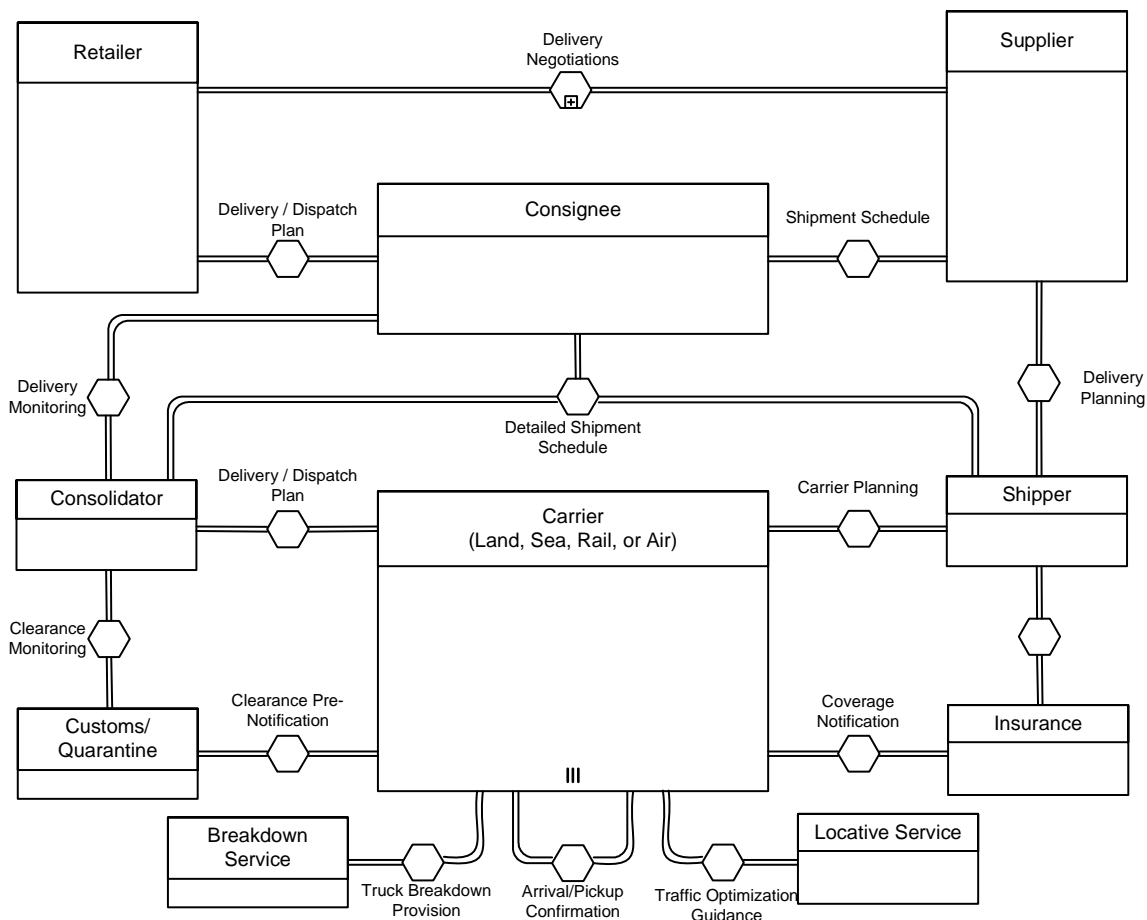 Retailer
Delivery
Negotiations
Supplier
Delivery / Dispatch
Plan
Consignee
Shipment Schedule
Delivery
Monitoring
Detailed Shipment
Schedule
Delivery
Planning
Consolidator
Delivery / Dispatch
Plan
Carrier
(Land, Sea, Rail, or Air)
Carrier Planning
Shipper
Clearance
Monitoring
Customs/
Quarantine
Clearance Pre-
Notification
Coverage
Notification
Insurance
Breakdown
Service
Truck Breakdown
Provision
Arrival/Pickup
Confirmation
Traffic Optimization
Guidance
Locative Service